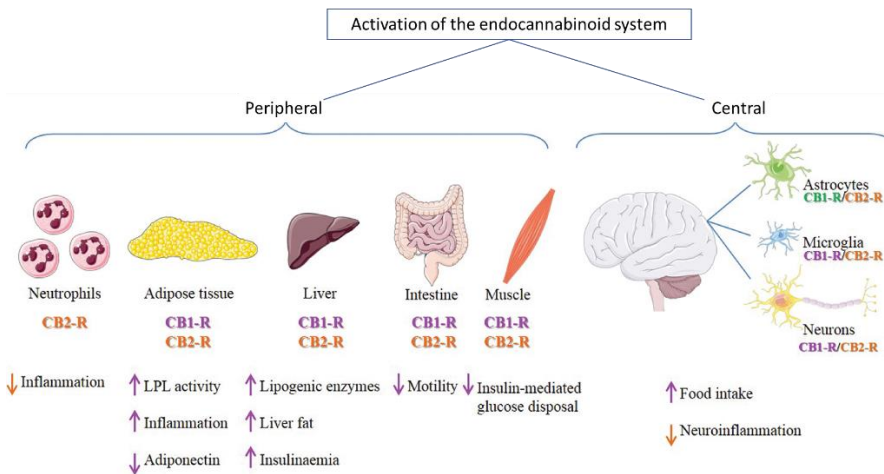 Activation of the endocannabinoid system
Peripheral
Central
Neutrophils
CB2-R
↓ Inflammation
Adipose tissue
CB1-R
CB2-R
↑ LPL activity
↑ Inflammation
↓ Adiponectin
Liver
CB1-R
CB2-R
↑ Lipogenic enzymes
↑ Liver fat
↑ Insulinaemia
Intestine
CB1-R
CB2-R
↓ Motility
Muscle
CB1-R
CB2-R
↓ Insulin-mediated
glucose disposal
Astrocytes
CB1-R/CB2-R
Microglia
CB1-R/CB2-R
Neurons
CB1-R/CB2-R
↑ Food intake
↓ Neuroinflammation